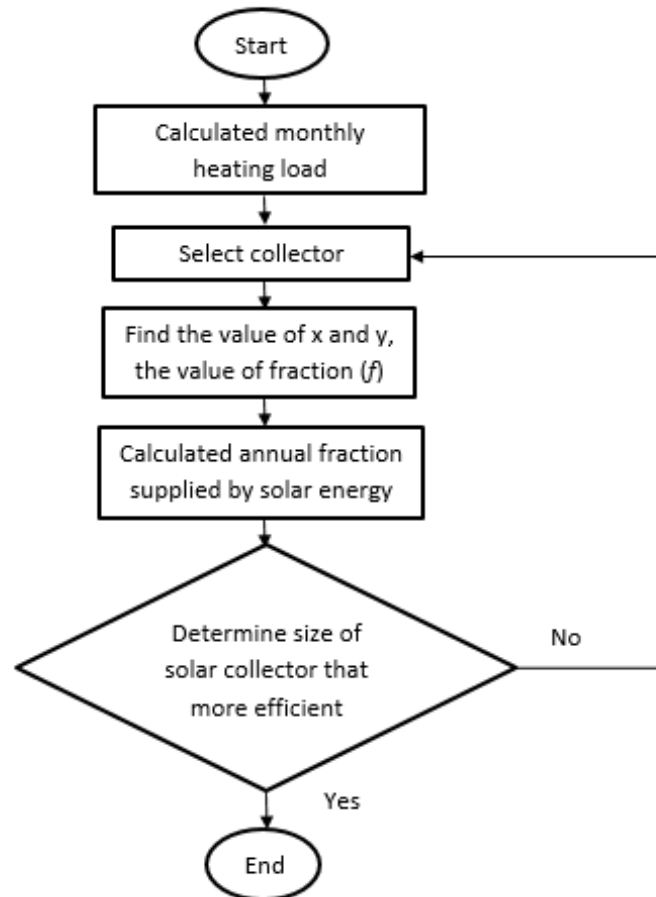 Start
Calculated monthly
heating load
Select collector
Find the value of x and y,
the value of fraction (f)
Calculated annual fraction
supplied by solar energy
Determine size of
solar collector that
more efficient
No
Yes
End